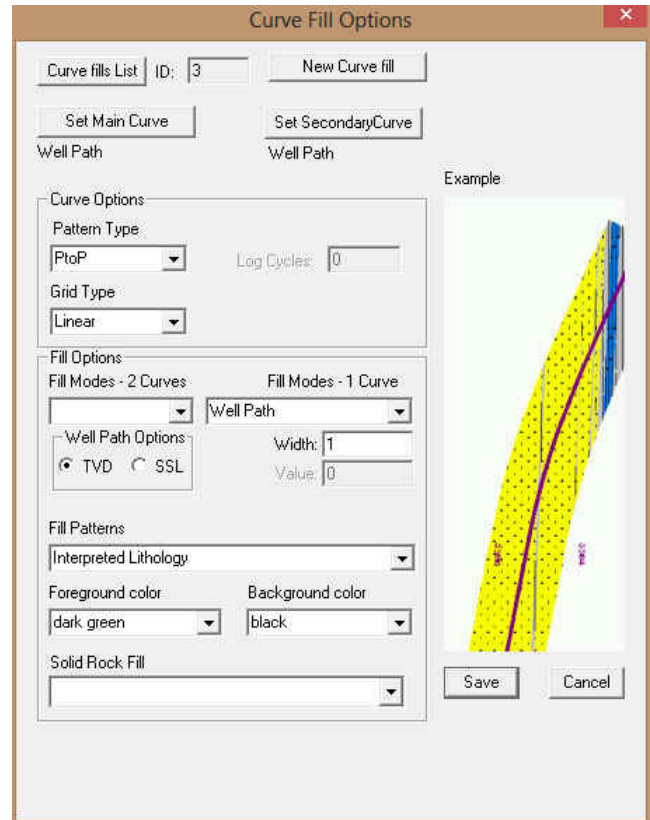 Curve Fill Options
Curve fills List ID: 3 New Curve fill
Set Main Curve Set SecondaryCurve
Well Path Well Path
Example
Curve Options
Pattern Type
PtoP Log Cycles: 0
Grid Type
Linear
Fill Options
Fill Modes - 2 Curves Fill Modes - 1 Curve
Well Path
Well Path Options Width: 1
TVD SSL Value: 0
Fill Patterns
Interpreted Lithology
Foreground color Background color
dark green black
Solid Rock Fill
Save Cancel